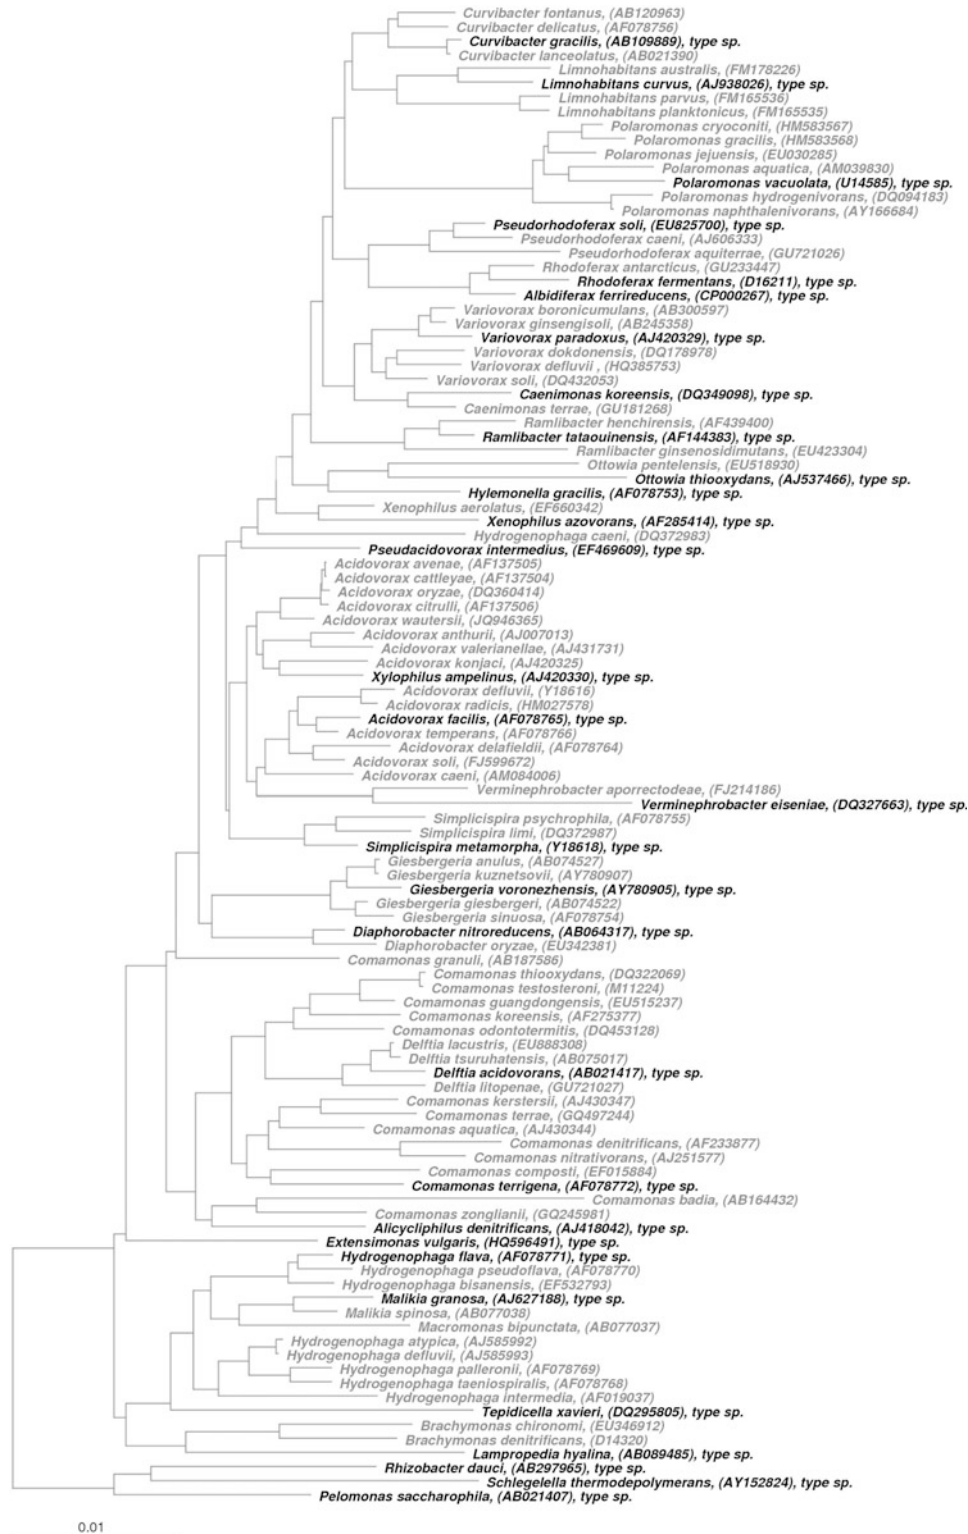 Curvibacter fontanus, (AB120963)
Curvibacter delicatus, (AF078756)
Curvibacter gracilis, (AB109889), type sp.
Curvibacter lanceolatus, (AB021390)
Limnohabitans australis, (FM178226)
Limnohabitans curvus, (AJ938026), type sp.
Limnohabitans parvus, (FM165536)
Limnohabitans planktonicus, (FM165535)
Polaromonas cryoconiti, (HM583567)
Polaromonas gracilis, (HM583568)
Polaromonas jejuensis, (EU030285)
Polaromonas aquatica, (AM039830)
Polaromonas vacuolata, (U14585), type sp.
Polaromonas hydrogenivorans, (DQ094183)
Polaromonas naphthalenivorans, (AY166684)
Pseudorhodoferax soli, (EU825700), type sp.
Pseudorhodoferax caeni, (AJ606333)
Pseudorhodoferax aquiterrae, (GU721026)
Rhodoferax antarcticus, (GU233447)
Rhodoferax fermentans, (D16211), type sp.
Albidiferax ferrireducens, (CP000267), type sp.
Variovorax boronicumulans, (AB300597)
Variovorax ginsengisoli, (AB245358)
Variovorax paradoxus, (AJ420329), type sp.
Variovorax dokdonensis, (DQ178978)
Variovorax defluvii , (HQ385753)
Variovorax soli, (DQ432053)
Caenimonas koreensis, (DQ349098), type sp.
Caenimonas terrae, (GU181268)
Ramlibacter henchirensis, (AF439400)
Ramlibacter tataouinensis, (AF144383), type sp.
Ramlibacter ginsenosidimutans, (EU423304)
Ottowia pentelensis, (EU518930)
Ottowia thiooxydans, (AJ537466), type sp.
Hylemonella gracilis, (AF078753), type sp.
Xenophilus aerolatus, (EF660342)
Xenophilus azovorans, (AF285414), type sp.
Hydrogenophaga caeni, (DQ372983)
Pseudacidovorax intermedius, (EF469609), type sp.
Acidovorax avenae, (AF137505)
Acidovorax cattleyae, (AF137504)
Acidovorax oryzae, (DQ360414)
Acidovorax citrulli, (AF137506)
Acidovorax wautersii, (JQ946365)
Acidovorax anthurii, (AJ007013)
Acidovorax valerianellae, (AJ431731)
Acidovorax konjaci, (AJ420325)
Xylophilus ampelinus, (AJ420330), type sp.
Acidovorax defluvii, (Y18616)
Acidovorax radicis, (HM027578)
Acidovorax facilis, (AF078765), type sp.
Acidovorax temperans, (AF078766)
Acidovorax delafieldii, (AF078764)
Acidovorax soli, (FJ599672)
Acidovorax caeni, (AM084006)
Verminephrobacter aporrectodeae, (FJ214186)
Verminephrobacter eiseniae, (DQ327663), type sp.
Simplicispira psychrophila, (AF078755)
Simplicispira limi, (DQ372987)
Simplicispira metamorpha, (Y18618), type sp.
Giesbergeria anulus, (AB074527)
Giesbergeria kuznetsovii, (AY780907)
Giesbergeria voronezhensis, (AY780905), type sp.
Giesbergeria giesbergeri, (AB074522)
Giesbergeria sinuosa, (AF078754)
Diaphorobacter nitroreducens, (AB064317), type sp.
Diaphorobacter oryzae, (EU342381)
Comamonas granuli, (AB187586)
Comamonas thiooxydans, (DQ322069)
Comamonas testosteroni, (M11224)
Comamonas guangdongensis, (EU515237)
Comamonas koreensis, (AF275377)
Comamonas odontotermitis, (DQ453128)
Delftia lacustris, (EU888308)
Delftia tsuruhatensis, (AB075017)
Delftia acidovorans, (AB021417), type sp.
Delftia litopenae, (GU721027)
Comamonas kerstersii, (AJ430347)
Comamonas terrae, (GQ497244)
Comamonas aquatica, (AJ430344)
Comamonas denitrificans, (AF233877)
Comamonas nitrativorans, (AJ251577)
Comamonas composti, (EF015884)
Comamonas terrigena, (AF078772), type sp.
Comamonas badia, (AB164432)
Comamonas zonglianii, (GQ245981)
Alicycliphilus denitrificans, (AJ418042), type sp.
Extensimonas vulgaris, (HQ596491), type sp.
Hydrogenophaga flava, (AF078771), type sp.
Hydrogenophaga pseudoflava, (AF078770)
Hydrogenophaga bisanensis, (EF532793)
Malikia granosa, (AJ627188), type sp.
Malikia spinosa, (AB077038)
Macromonas bipunctata, (AB077037)
Hydrogenophaga atypica, (AJ585992)
Hydrogenophaga defluvii, (AJ585993)
Hydrogenophaga palleronii, (AF078769)
Hydrogenophaga taeniospiralis, (AF078768)
Hydrogenophaga intermedia, (AF019037)
Tepidicella xavieri, (DQ295805), type sp.
Brachymonas chironomi, (EU346912)
Brachymonas denitrificans, (D14320)
Lampropedia hyalina, (AB089485), type sp.
Rhizobacter dauci, (AB297965), type sp.
Schlegelella thermodepolymerans, (AY152824), type sp.
Pelomonas saccharophila, (AB021407), type sp.
0.01